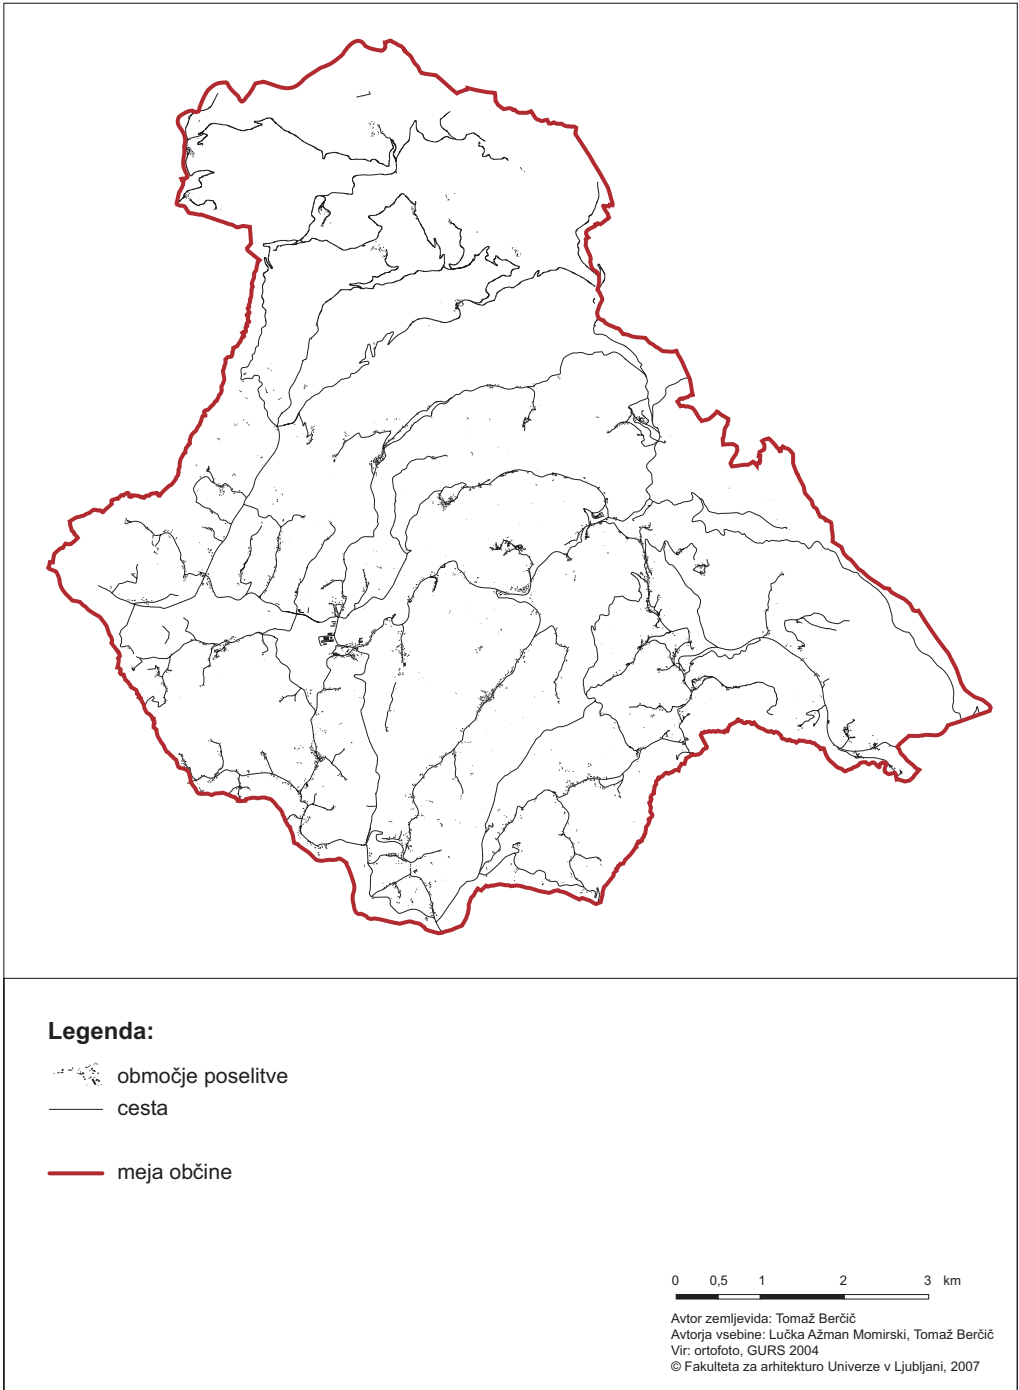 Legenda:
območje poselitve
cesta
meja občine
0 0,5 1 2 3 km
Avtor zemljevida: Tomaž Berčič
Avtorja vsebine: Lučka Ažman Momirski, Tomaž Berčič
Vir: ortofoto, GURS 2004
© Fakulteta za arhitekturo Univerze v Ljubljani, 2007